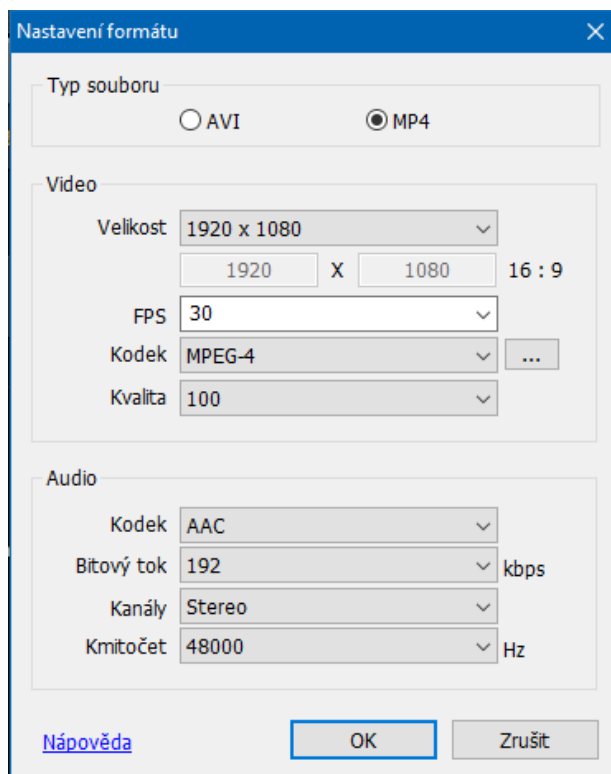 Nastavení formátu
Typ souboru
AVI MP4
Video
Velikost 1920 x 1080
1920 X 1080 16 : 9
FPS 30
Kodek MPEG-4 ...
Kvalita 100
Audio
Kodek AAC
Bitový tok 192 kbps
Kanály Stereo
Kmitočet 48000 Hz
Nápověda OK Zrušit